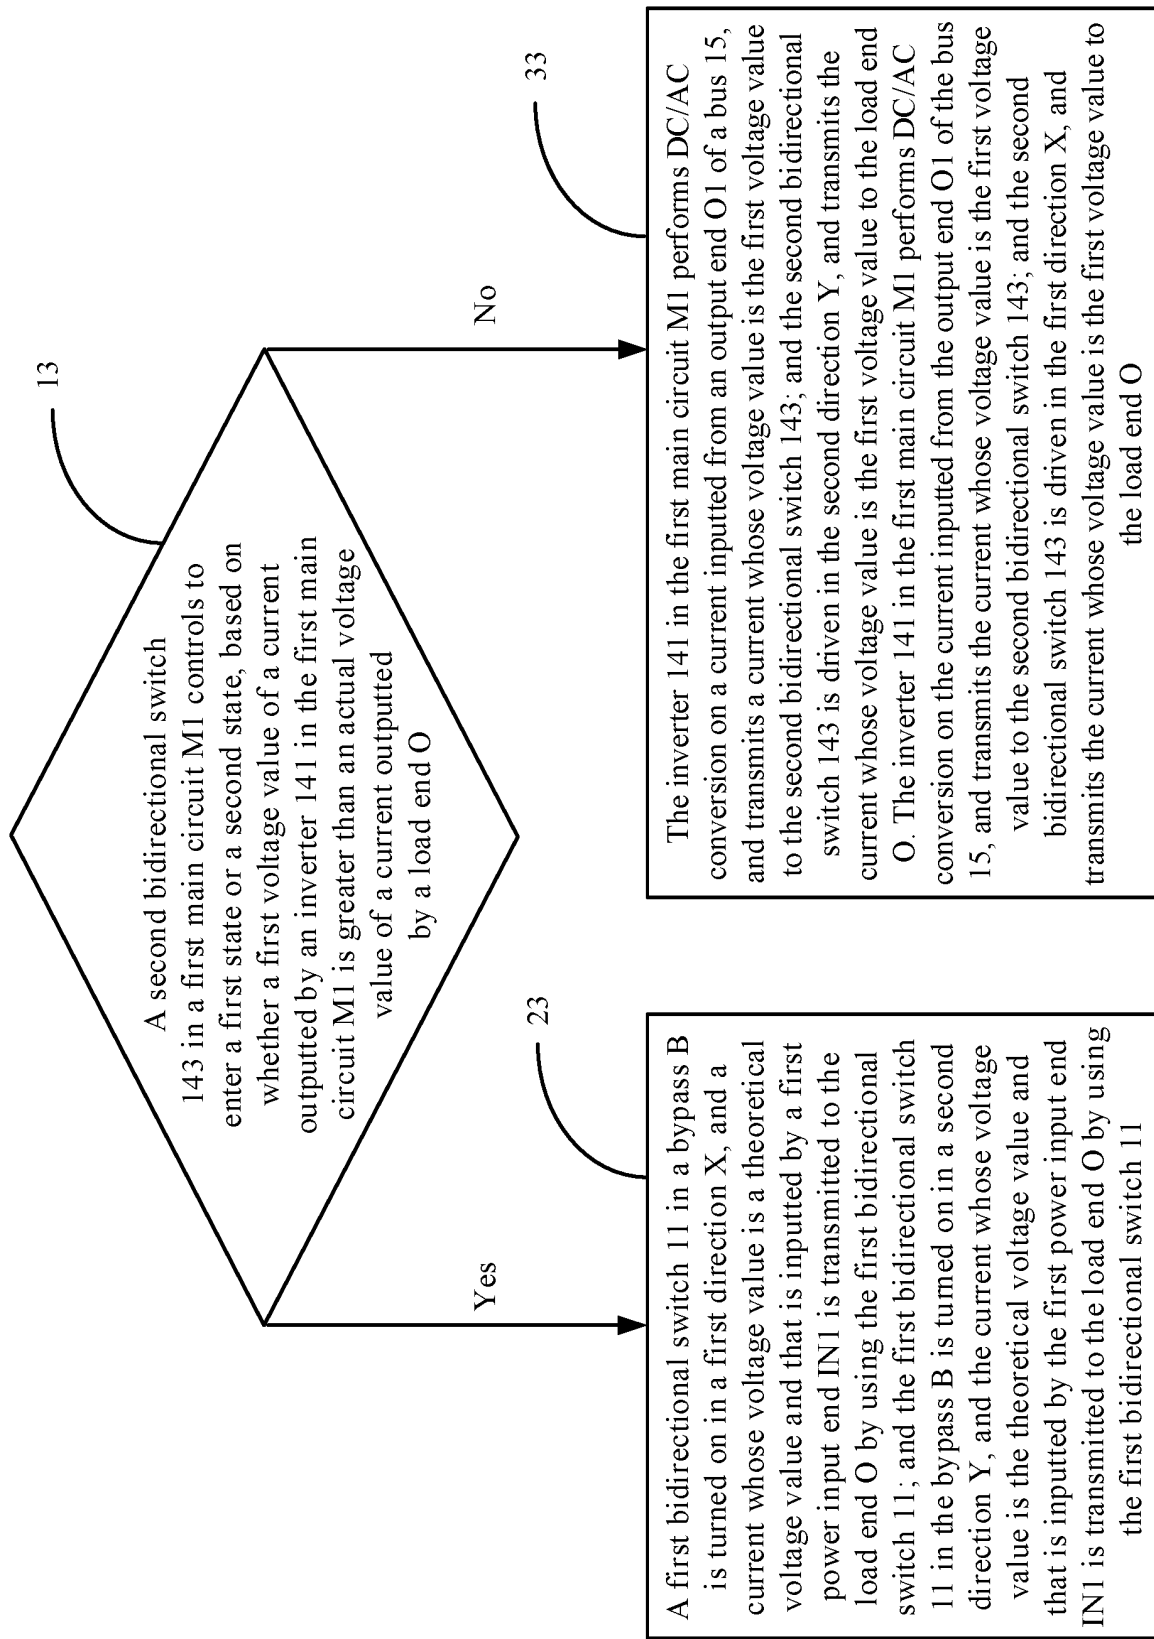 A second bidirectional switch
143 in a first main circuit M1 controls to
enter a first state or a second state, based on
whether a first voltage value of a current
outputted by an inverter 141 in the first main
circuit M1 is greater than an actual voltage
value of a current outputted
by a load end O
13
Yes
No
A first bidirectional switch 11 in a bypass B
is turned on in a first direction X, and a
current whose voltage value is a theoretical
voltage value and that is inputted by a first
power input end IN1 is transmitted to the
load end O by using the first bidirectional
switch 11; and the first bidirectional switch
11 in the bypass B is turned on in a second
direction Y, and the current whose voltage
value is the theoretical voltage value and
that is inputted by the first power input end
IN1 is transmitted to the load end O by using
the first bidirectional switch 11
23
The inverter 141 in the first main circuit M1 performs DC/AC
conversion on a current inputted from an output end O1 of a bus 15,
and transmits a current whose voltage value is the first voltage value
to the second bidirectional switch 143; and the second bidirectional
switch 143 is driven in the second direction Y, and transmits the
current whose voltage value is the first voltage value to the load end
O. The inverter 141 in the first main circuit M1 performs DC/AC
conversion on the current inputted from the output end O1 of the bus
15, and transmits the current whose voltage value is the first voltage
value to the second bidirectional switch 143; and the second
bidirectional switch 143 is driven in the first direction X, and
transmits the current whose voltage value is the first voltage value to
the load end O
33